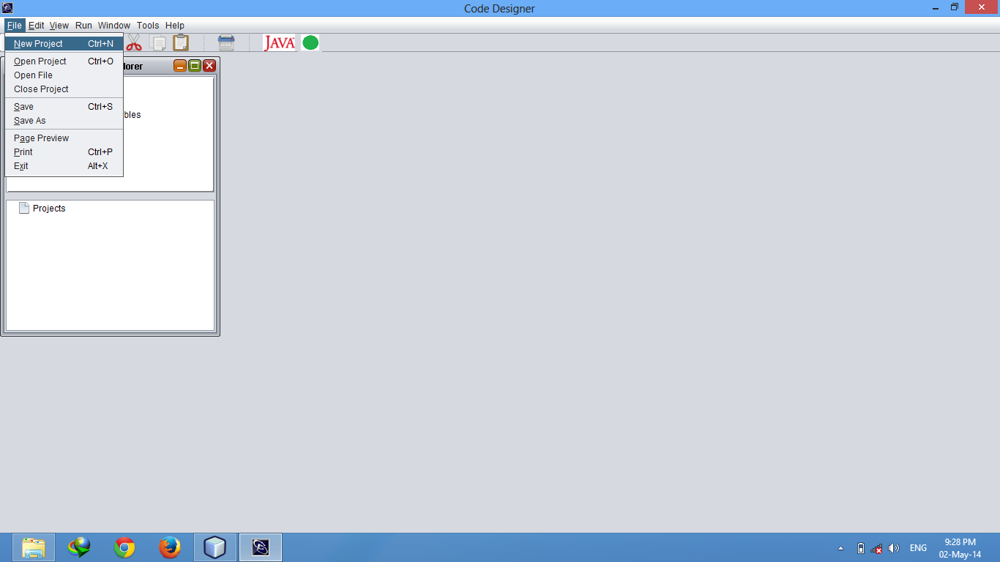 Code Designer
File Edit View Run Window Tools Help
New Project Ctrl+N
Open Project Ctrl+O
Open File
Close Project
Save Ctrl+S
Save As
Page Preview
Print Ctrl+P
Exit Alt+X
JAVA
lorer
bles
Projects
ENG
9:28 PM
02-May-14